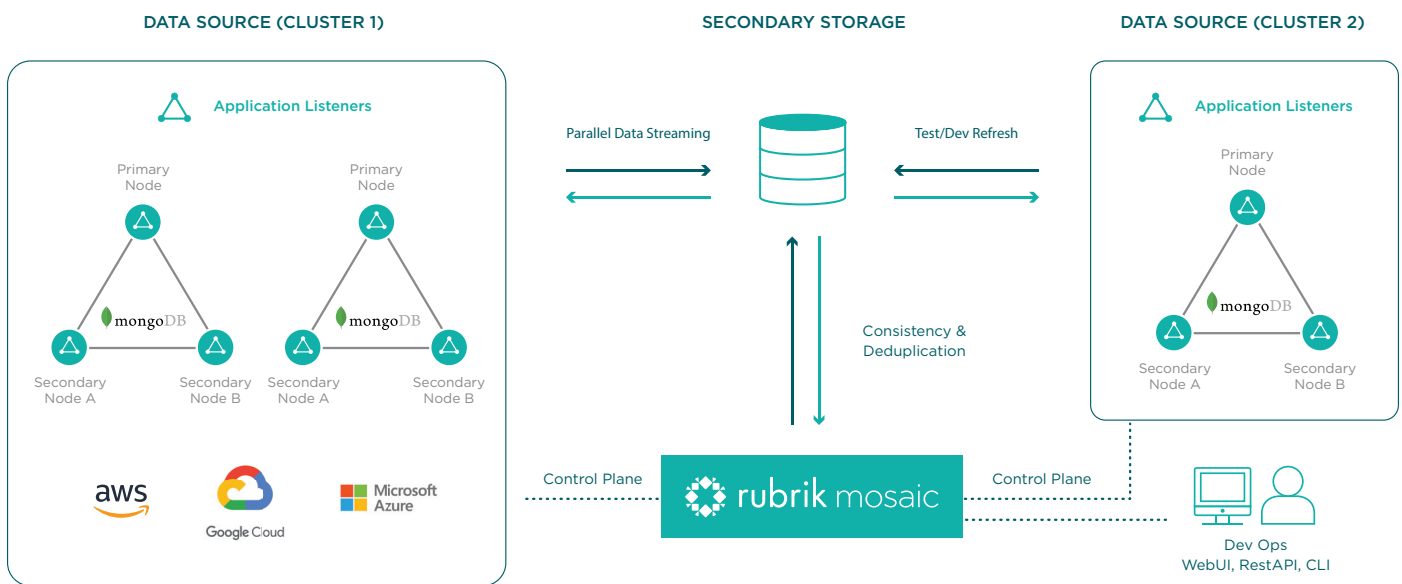 DATA SOURCE (CLUSTER 1)
SECONDARY STORAGE
DATA SOURCE (CLUSTER 2)
Application Listeners
Primary
Node
Primary
Node
mongoDB
mongoDB
Secondary
Node A
Secondary
Node B
Secondary
Node A
Secondary
Node B
aws
Google Cloud
Microsoft
Azure
Parallel Data Streaming
Test/Dev Refresh
Consistency &
Deduplication
Control Plane
rubrik mosaic
Control Plane
Application Listeners
Primary
Node
mongoDB
Secondary
Node A
Secondary
Node B
Dev Ops
WebUI, RestAPI, CLI